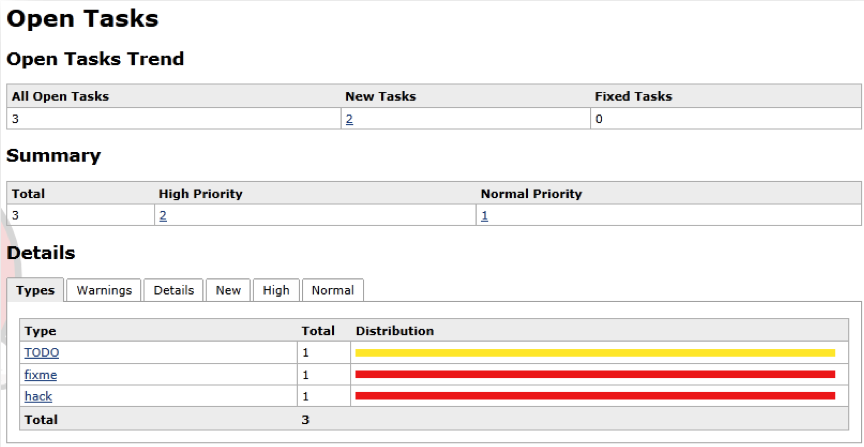 Open Tasks
Open Tasks Trend
All Open Tasks New Tasks Fixed Tasks
3 2 0
Summary
Total High Priority Normal Priority
3 2 1
Details
Types Warnings Details New High Normal
Type Total Distribution
TODO 1
fixme 1
hack 1
Total 3